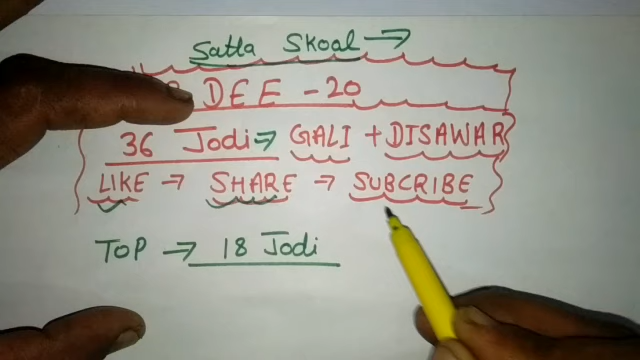 Satta Skoal →
DEE - 20
36 Jodi → GALI + DISAWAR
LIKE → SHARE → SUBCRIBE
TOP → 18 Jodi